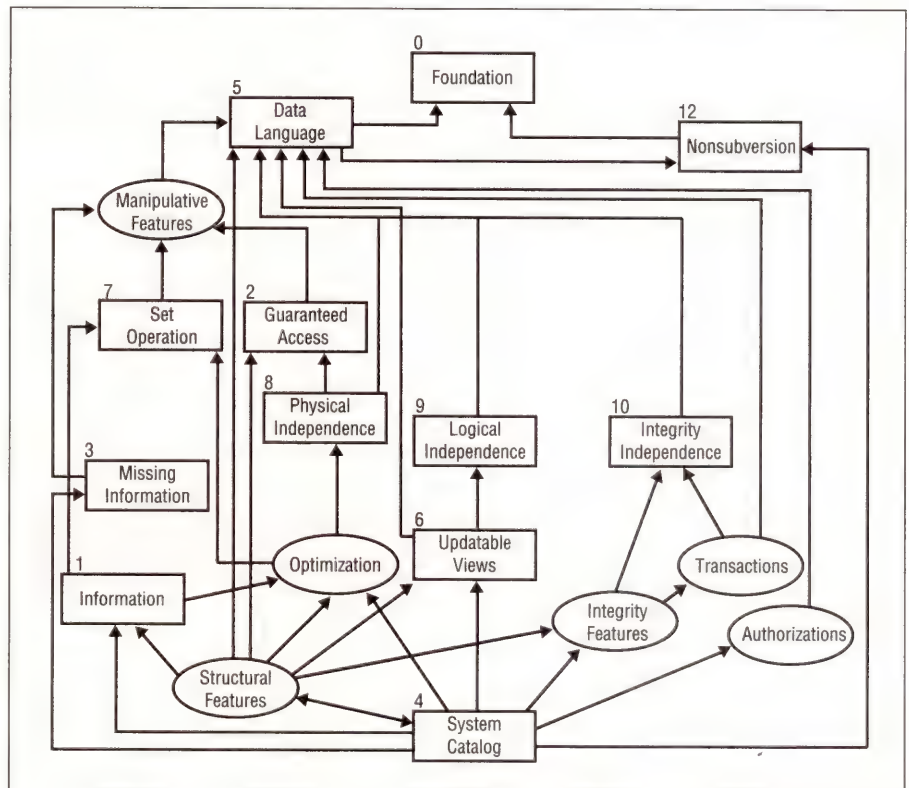 0
Foundation
5
Data
Language
12
Nonsubversion
Manipulative
Features
7
Set
Operation
2
Guaranteed
Access
8
Physical
Independence
9
Logical
Independence
10
Integrity
Independence
3
Missing
Information
6
Updatable
Views
Optimization
Transactions
1
Information
Integrity
Features
Authorizations
Structural
Features
4
System
Catalog